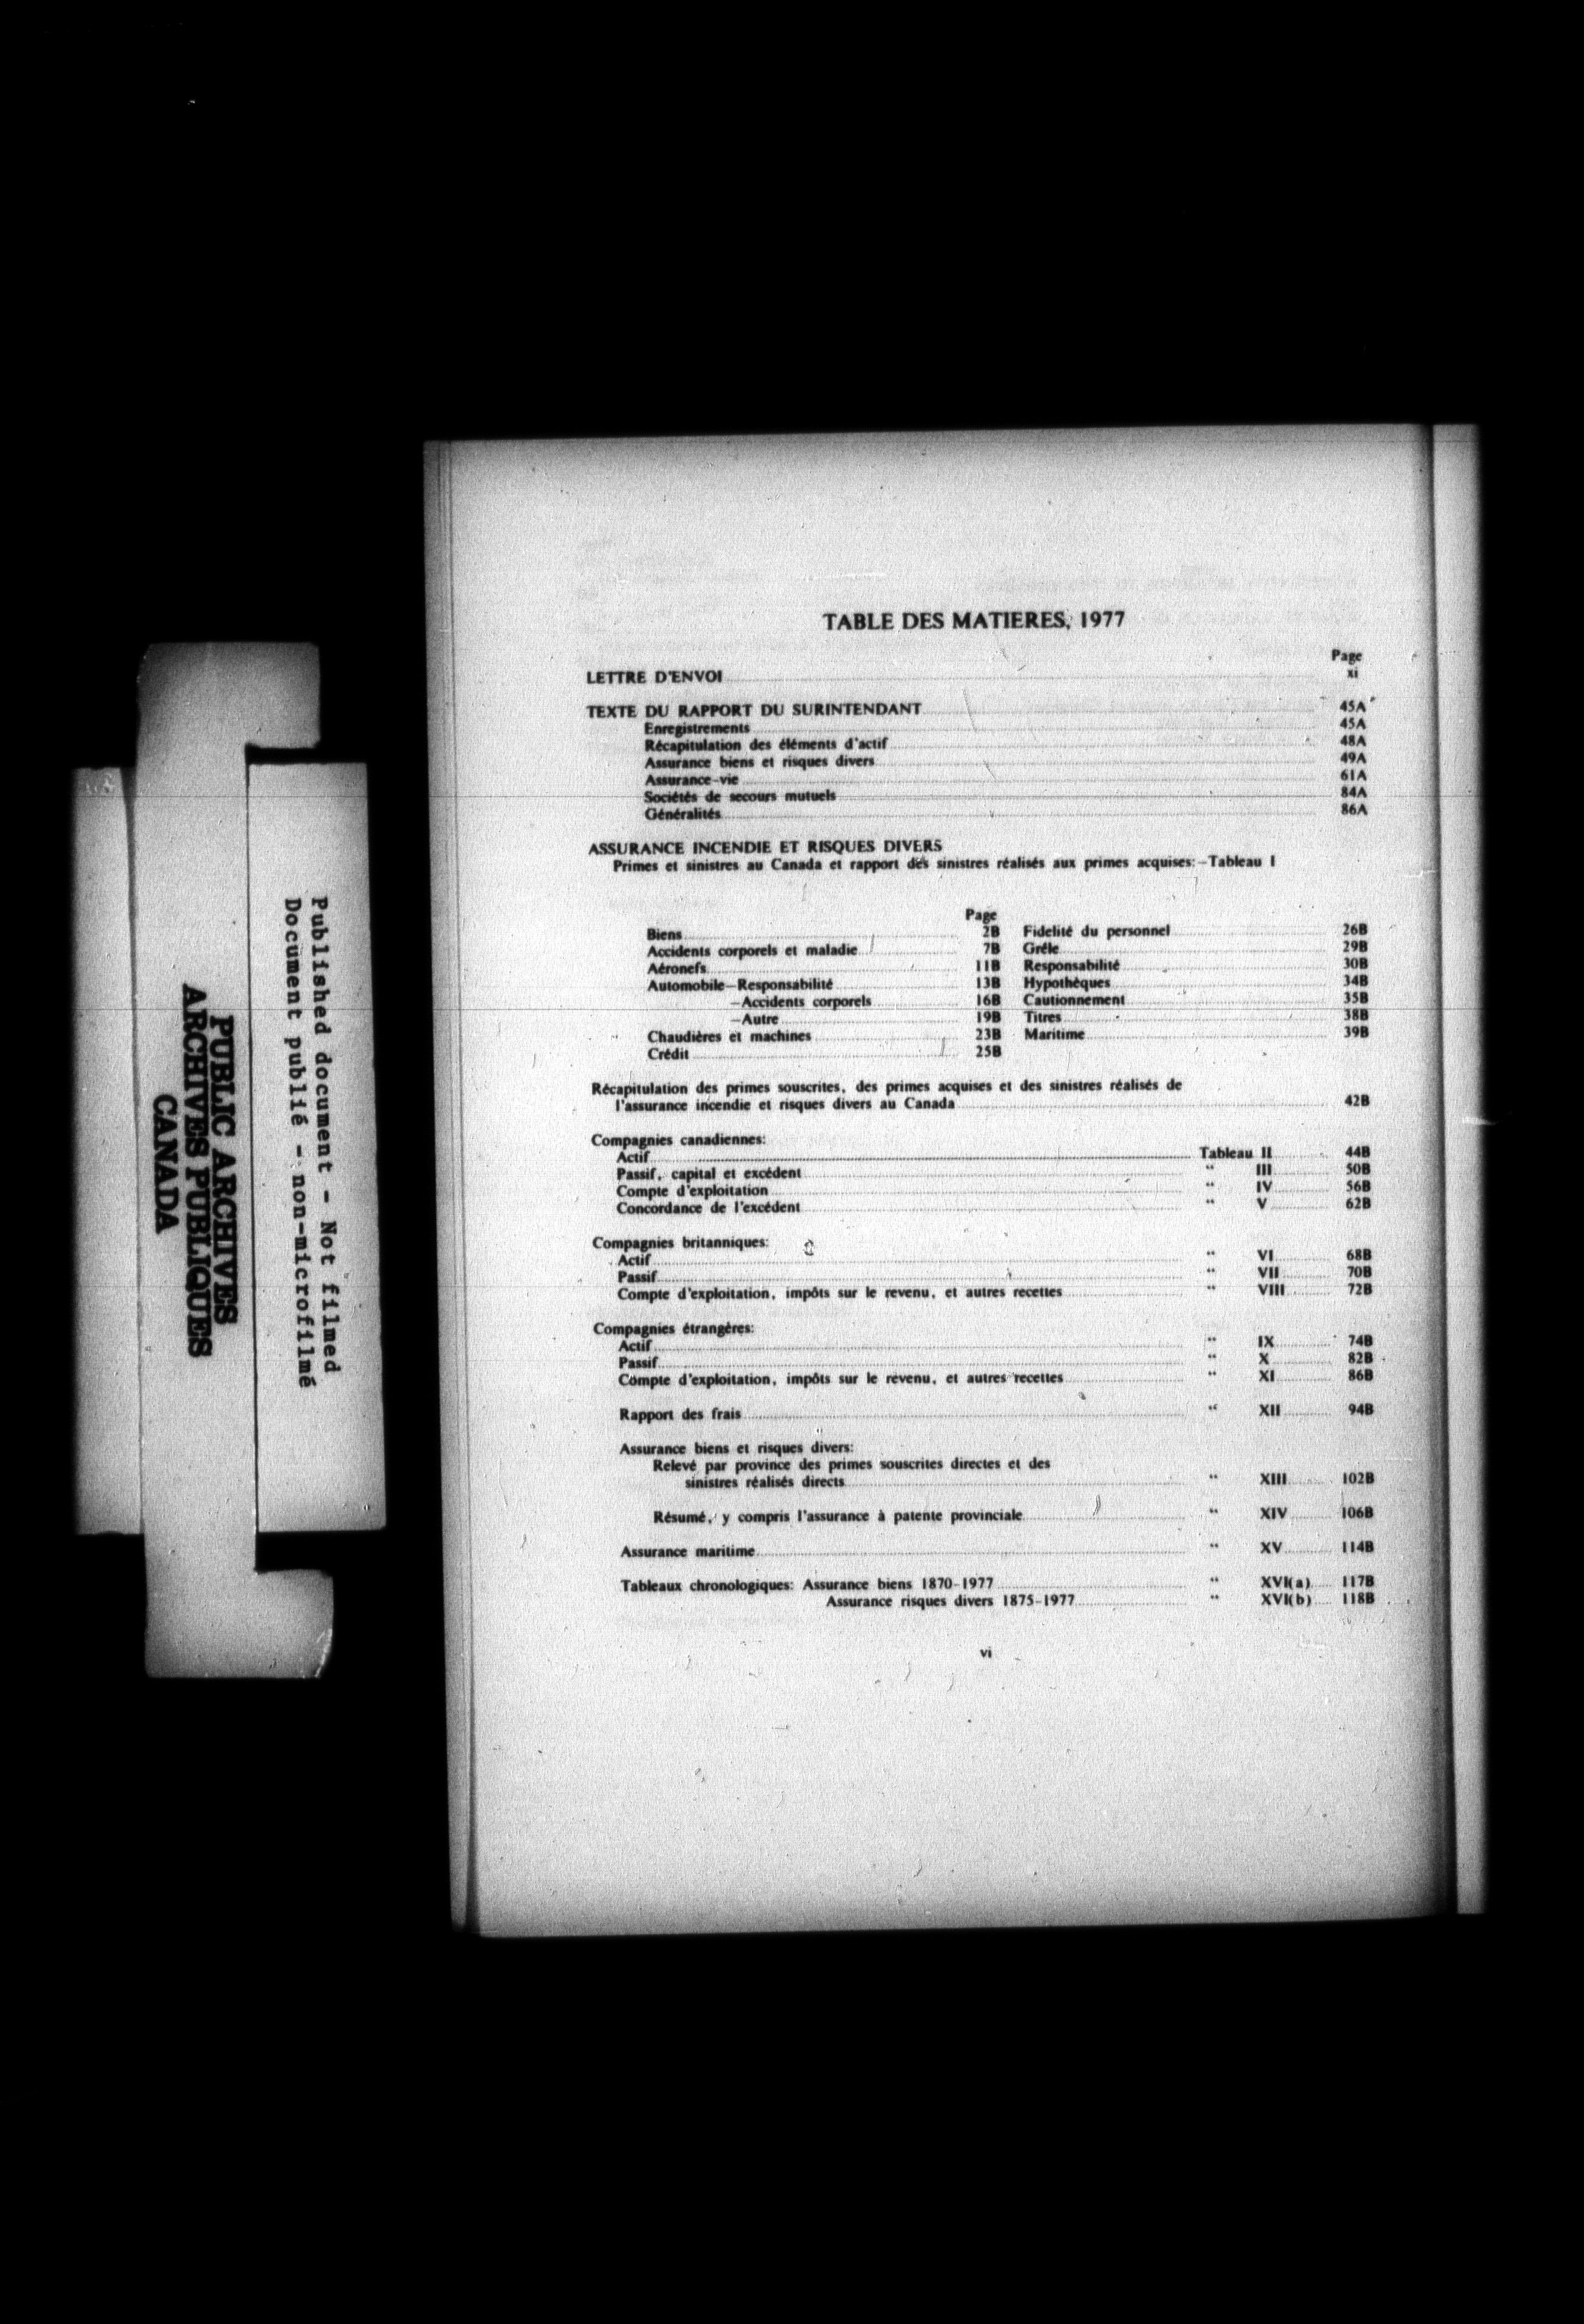 PUBLIC ARCHIVES
ARCHIVES PUBLIQUES
CANADA
Published document - Not filmed
Document publié - non-microfilmé
TABLE DES MATIERES, 1977
Page
LETTRE D'ENVOI xi
TEXTE DU RAPPORT DU SURINTENDANT 45A
Enregistrements 45A
Récapitulation des éléments d'actif 48A
Assurance biens et risques divers 49A
Assurance-vie 61A
Sociétés de secours mutuels 84A
Généralités 86A
ASSURANCE INCENDIE ET RISQUES DIVERS
Primes et sinistres au Canada et rapport des sinistres réalisés aux primes acquises:-Tableau I
Page
Biens 2B Fidelité du personnel 26B
Accidents corporels et maladie 7B Grêle 29B
Aéronefs 11B Responsabilité 30B
Automobile-Responsabilité 13B Hypothèques 34B
-Accidents corporels 16B Cautionnement 35B
-Autre 19B Titres 38B
Chaudières et machines 23B Maritime 39B
Crédit 25B
Récapitulation des primes souscrites, des primes acquises et des sinistres réalisés de
l'assurance incendie et risques divers au Canada 42B
Compagnies canadiennes:
Actif Tableau II 44B
Passif, capital et excédent " III 50B
Compte d'exploitation " IV 56B
Concordance de l'excédent " V 62B
Compagnies britanniques:
Actif " VI 68B
Passif " VII 70B
Compte d'exploitation, impôts sur le revenu, et autres recettes " VIII 72B
Compagnies étrangères:
Actif " IX 74B
Passif " X 82B
Compte d'exploitation, impôts sur le revenu, et autres recettes " XI 86B
Rapport des frais " XII 94B
Assurance biens et risques divers:
Relevé par province des primes souscrites directes et des
sinistres réalisés directs " XIII 102B
Résumé, y compris l'assurance à patente provinciale " XIV 106B
Assurance maritime " XV 114B
Tableaux chronologiques: Assurance biens 1870-1977 " XVI(a) 117B
Assurance risques divers 1875-1977 " XVI(b) 118B
vi